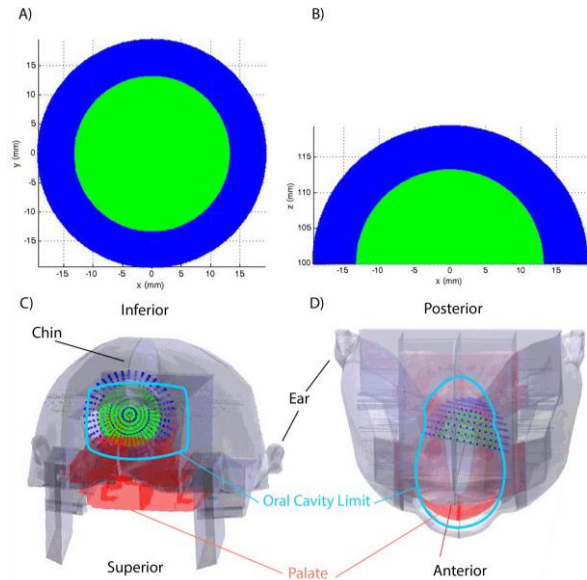 A)
B)
20
15
10
5
0
-5
-10
-15
y (mm)
-15 -10 -5 0 5 10 15
x (mm)
115
110
105
100
z (mm)
-15 -10 -5 0 5 10 15
x (mm)
C)
Inferior
D)
Posterior
Chin
Ear
Oral Cavity Limit
Superior
Palate
Anterior